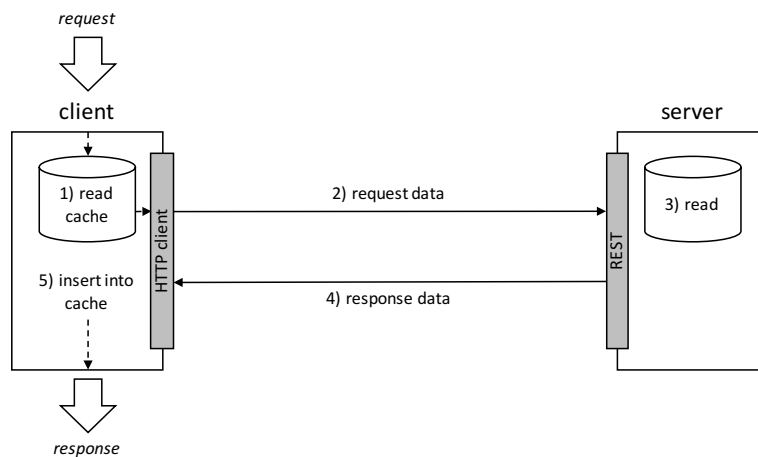 request
client
server
1) read
cache
2) request data
3) read
HTTP client
REST
5) insert into
cache
4) response data
response